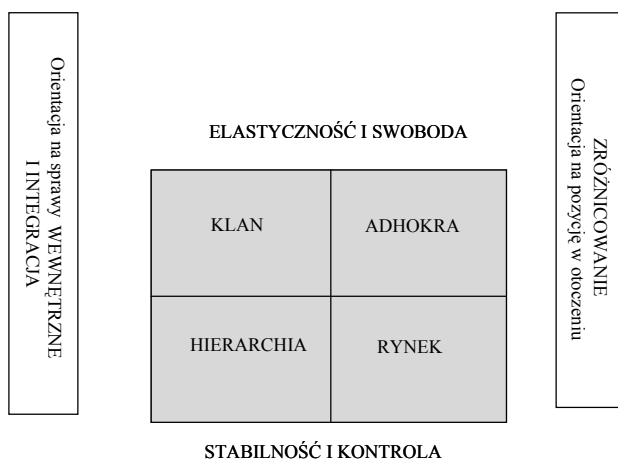 Orientacja na sprawy WEWNĘTRZNE
I INTEGRACJA
ELASTYCZNOŚĆ I SWOBODA
ZRÓŻNICOWANIE
Orientacja na pozycję w otoczeniu
KLAN
ADHOKRA
HIERARCHIA
RYNEK
STABILNOŚĆ I KONTROLA